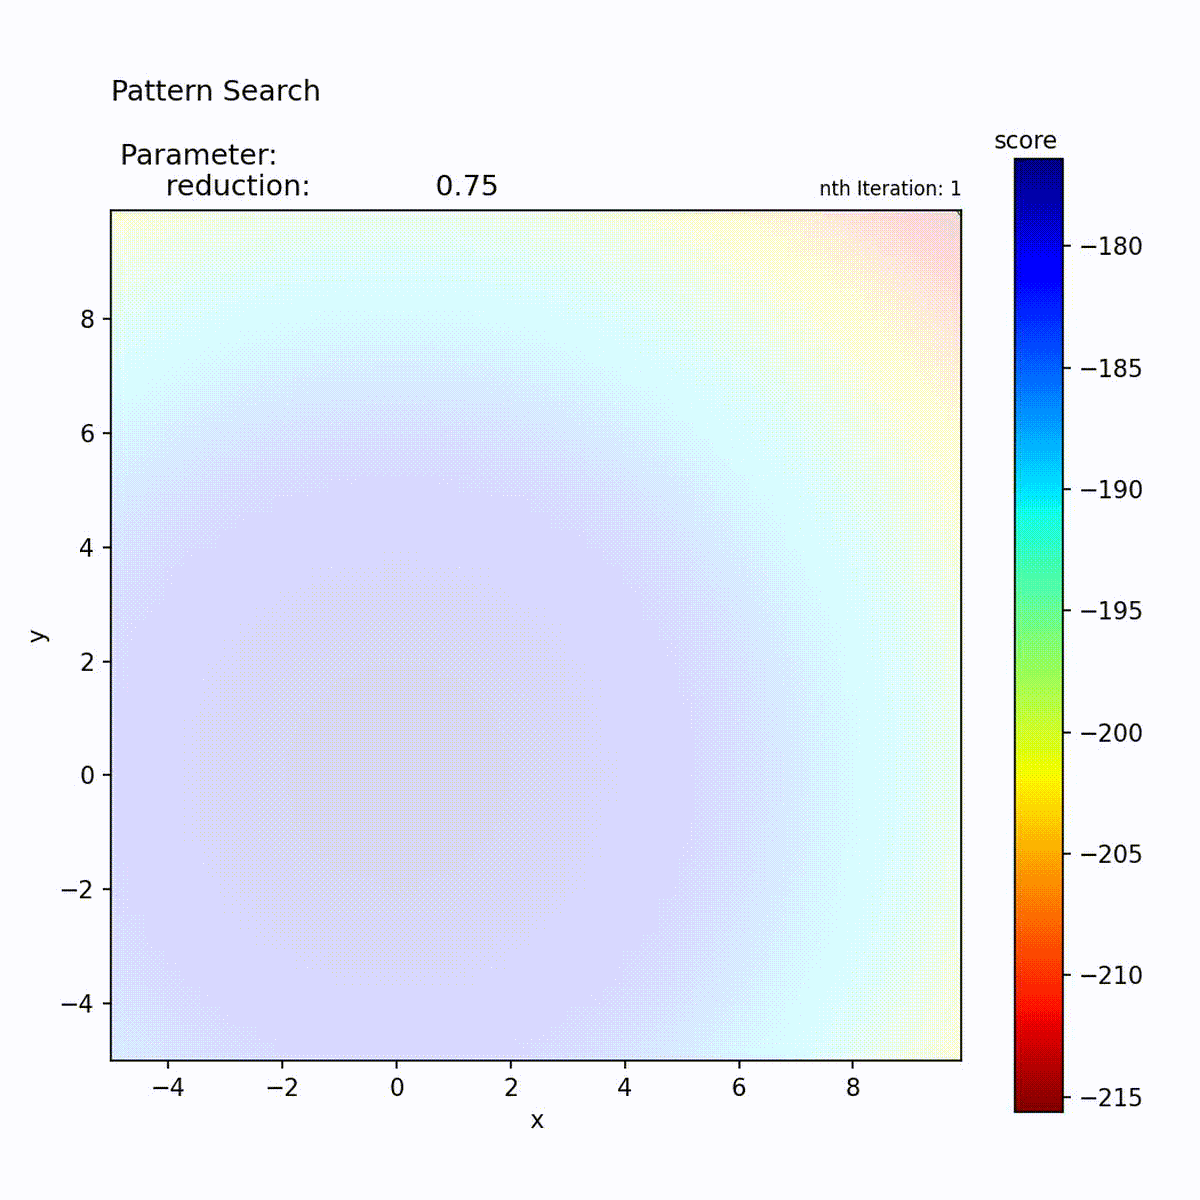 Pattern Search
Parameter:
reduction: 0.75
nth Iteration: 1
score
−180
−185
−190
−195
−200
−205
−210
−215
8
6
4
2
0
−2
−4
y
−4 −2 0 2 4 6 8
x